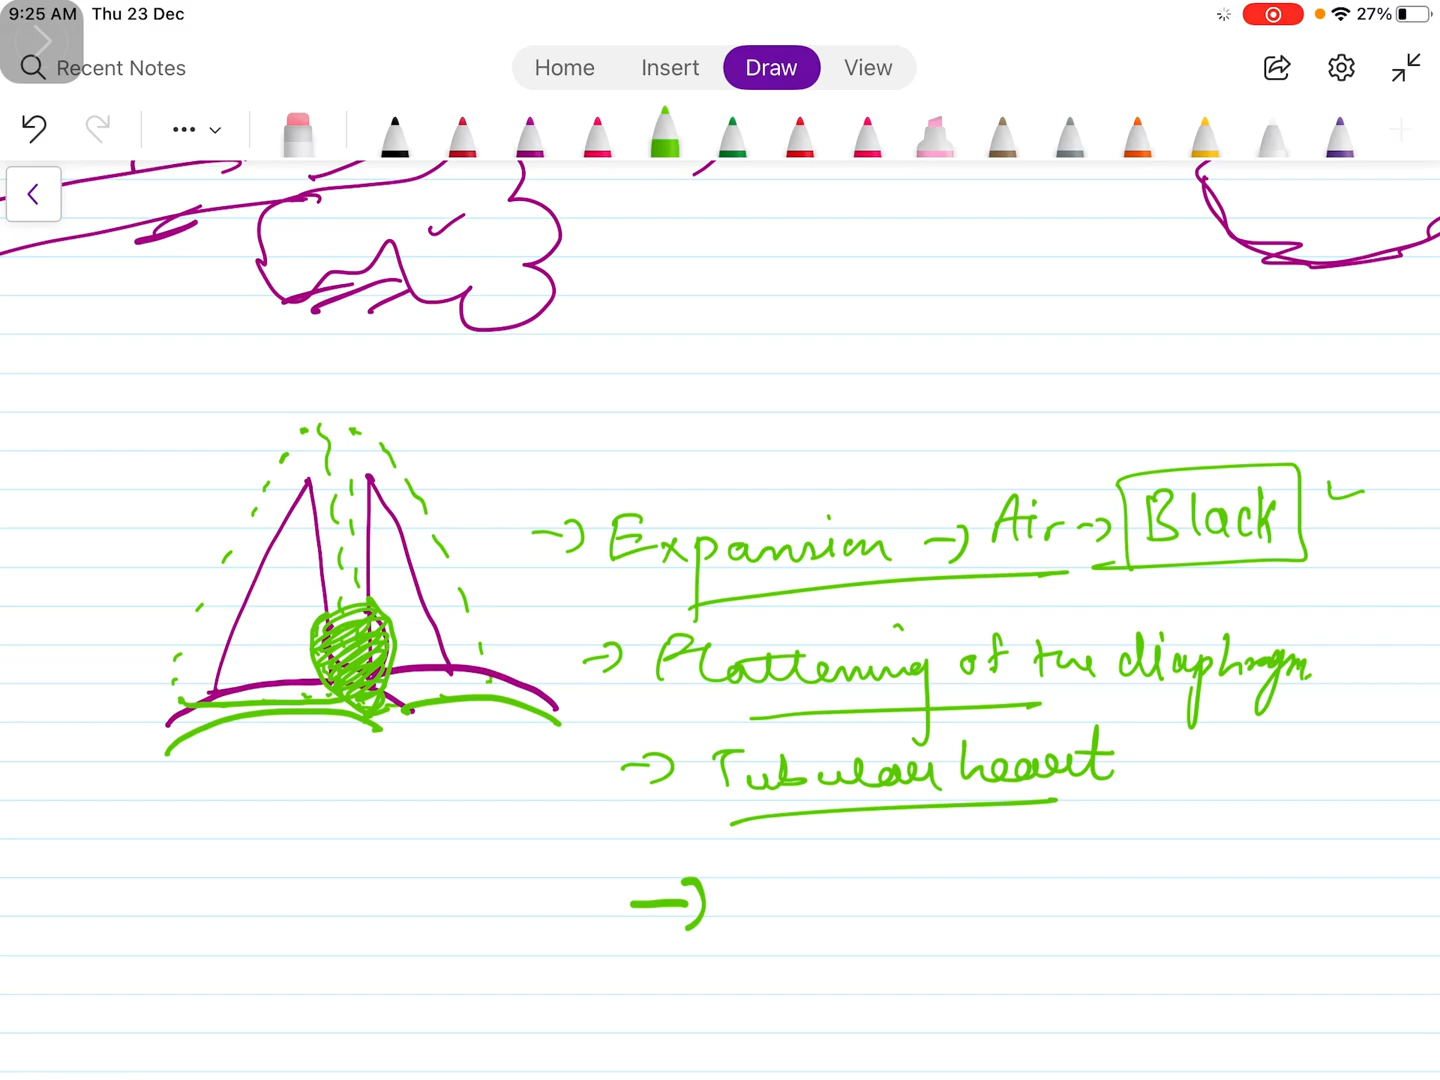 9:25 AM Thu 23 Dec
27%
Recent Notes
Home Insert Draw View
→ Expansion → Air → Black
→ Flattening of the diaphragm.
→ Tubular heart
→